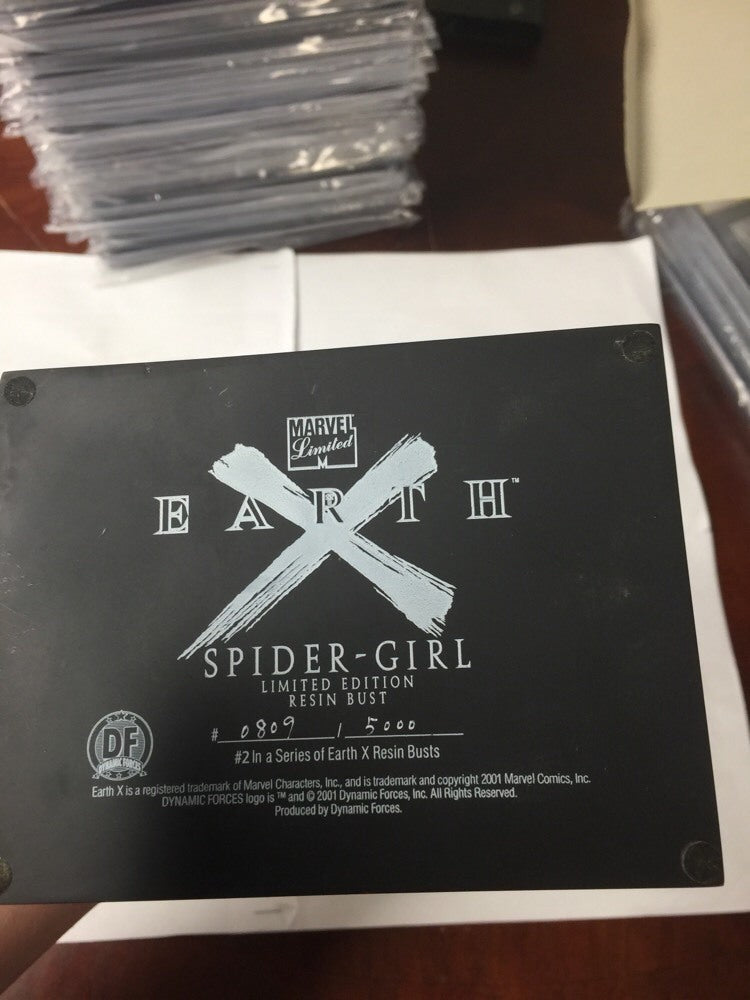 MARVEL
Limited
M
EARTH™
X
SPIDER-GIRL
LIMITED EDITION
RESIN BUST
# 0809 / 5000
#2 In a Series of Earth X Resin Busts
DF
DYNAMIC FORCES
Earth X is a registered trademark of Marvel Characters, Inc., and is trademark and copyright 2001 Marvel Comics, Inc.
DYNAMIC FORCES logo is ™ and © 2001 Dynamic Forces, Inc. All Rights Reserved.
Produced by Dynamic Forces.